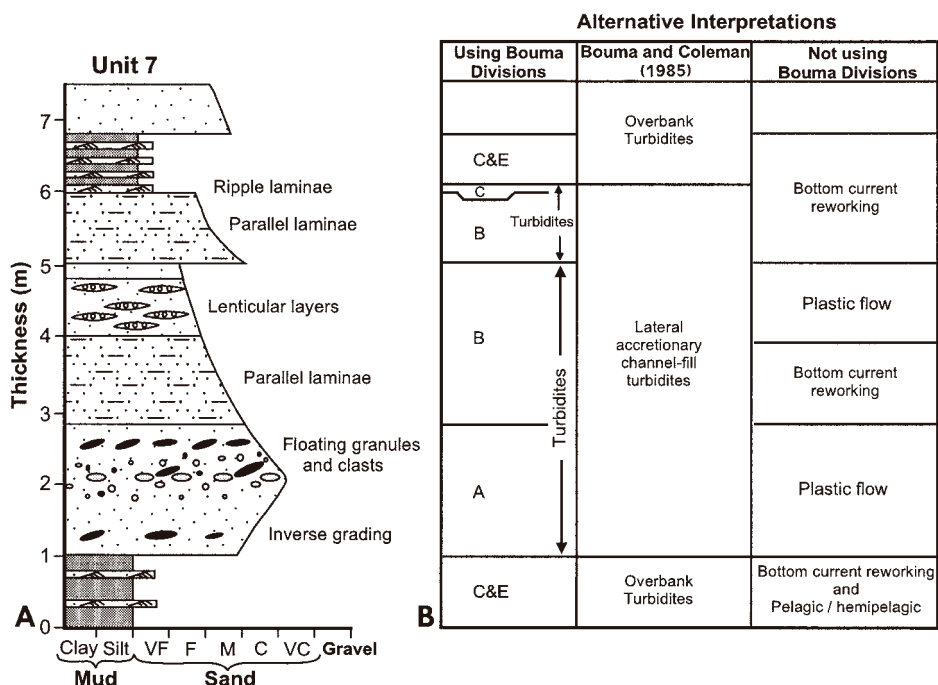 Alternative Interpretations
Unit 7
Thickness (m)
7
6
5
4
3
2
1
0
Ripple laminae
Parallel laminae
Lenticular layers
Parallel laminae
Floating granules
and clasts
Inverse grading
A
Clay
Silt
VF
F
M
C
VC
Gravel
Mud
Sand
B
Using Bouma
Divisions
Bouma and Coleman
(1985)
Not using
Bouma Divisions
Overbank
Turbidites
C&E
C
Turbidites
B
Bottom current
reworking
B
Turbidites
Lateral
accretionary
channel-fill
turbidites
Plastic flow
Bottom current
reworking
A
Plastic flow
C&E
Overbank
Turbidites
Bottom current reworking
and
Pelagic / hemipelagic